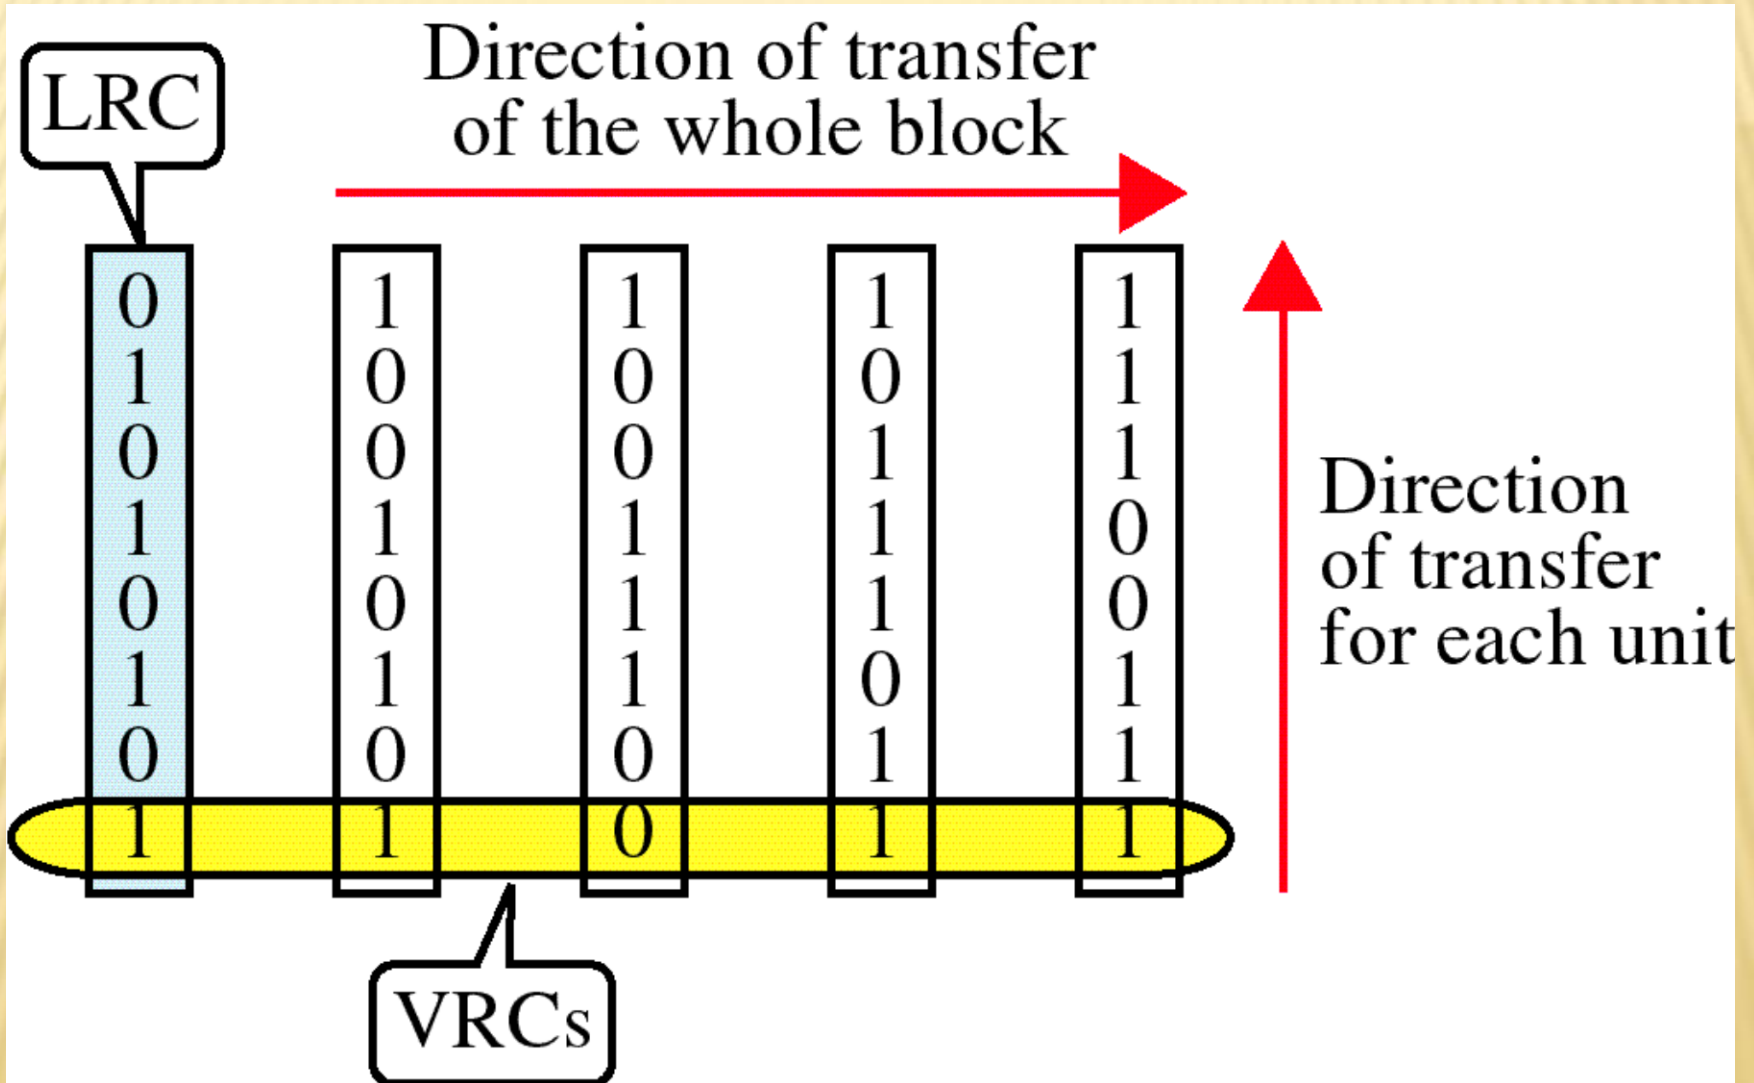 Direction of transfer
of the whole block
LRC
0 1 1 1 1
1 0 0 0 1
0 0 0 1 1
1 1 1 1 0
0 0 1 1 0
1 1 1 0 1
0 0 0 1 1
1 1 0 1 1
Direction
of transfer
for each unit
VRCs